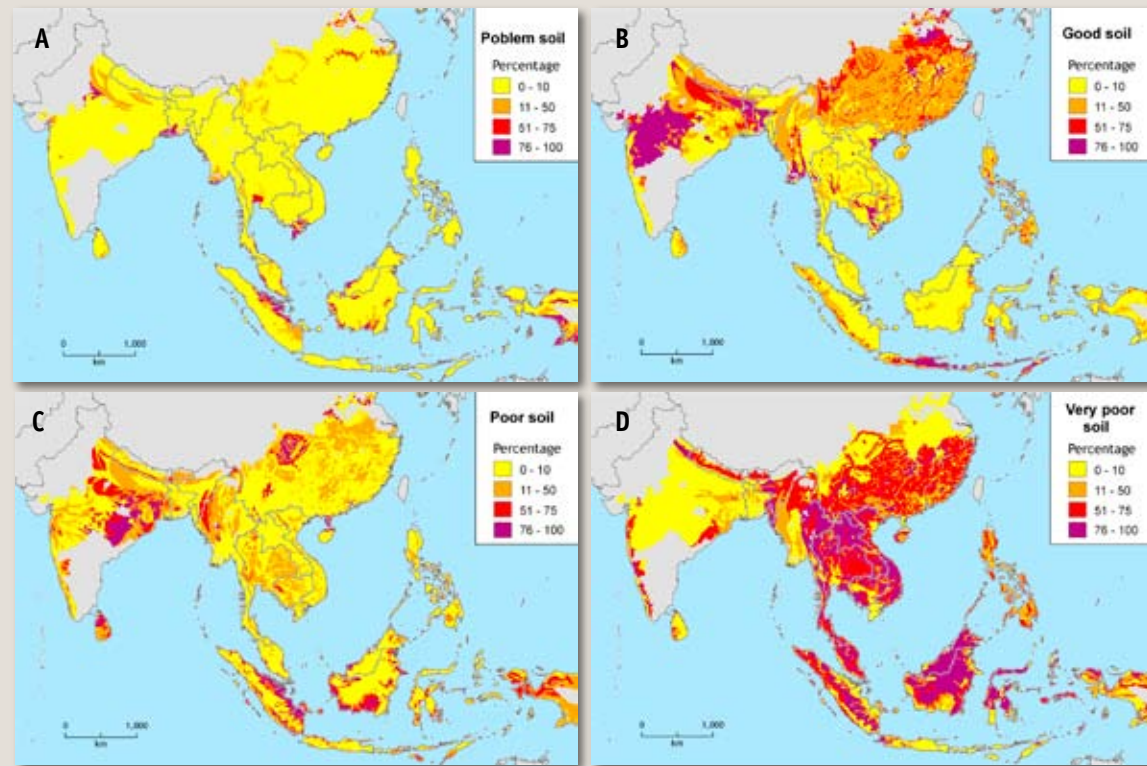 A
Poblem soil
Percentage
0 - 10
11 - 50
51 - 75
76 - 100
0 1,000
km
B
Good soil
Percentage
0 - 10
11 - 50
51 - 75
76 - 100
0 1,000
km
C
Poor soil
Percentage
0 - 10
11 - 50
51 - 75
76 - 100
0 1,000
km
D
Very poor
soil
Percentage
0 - 10
11 - 50
51 - 75
76 - 100
0 1,000
km